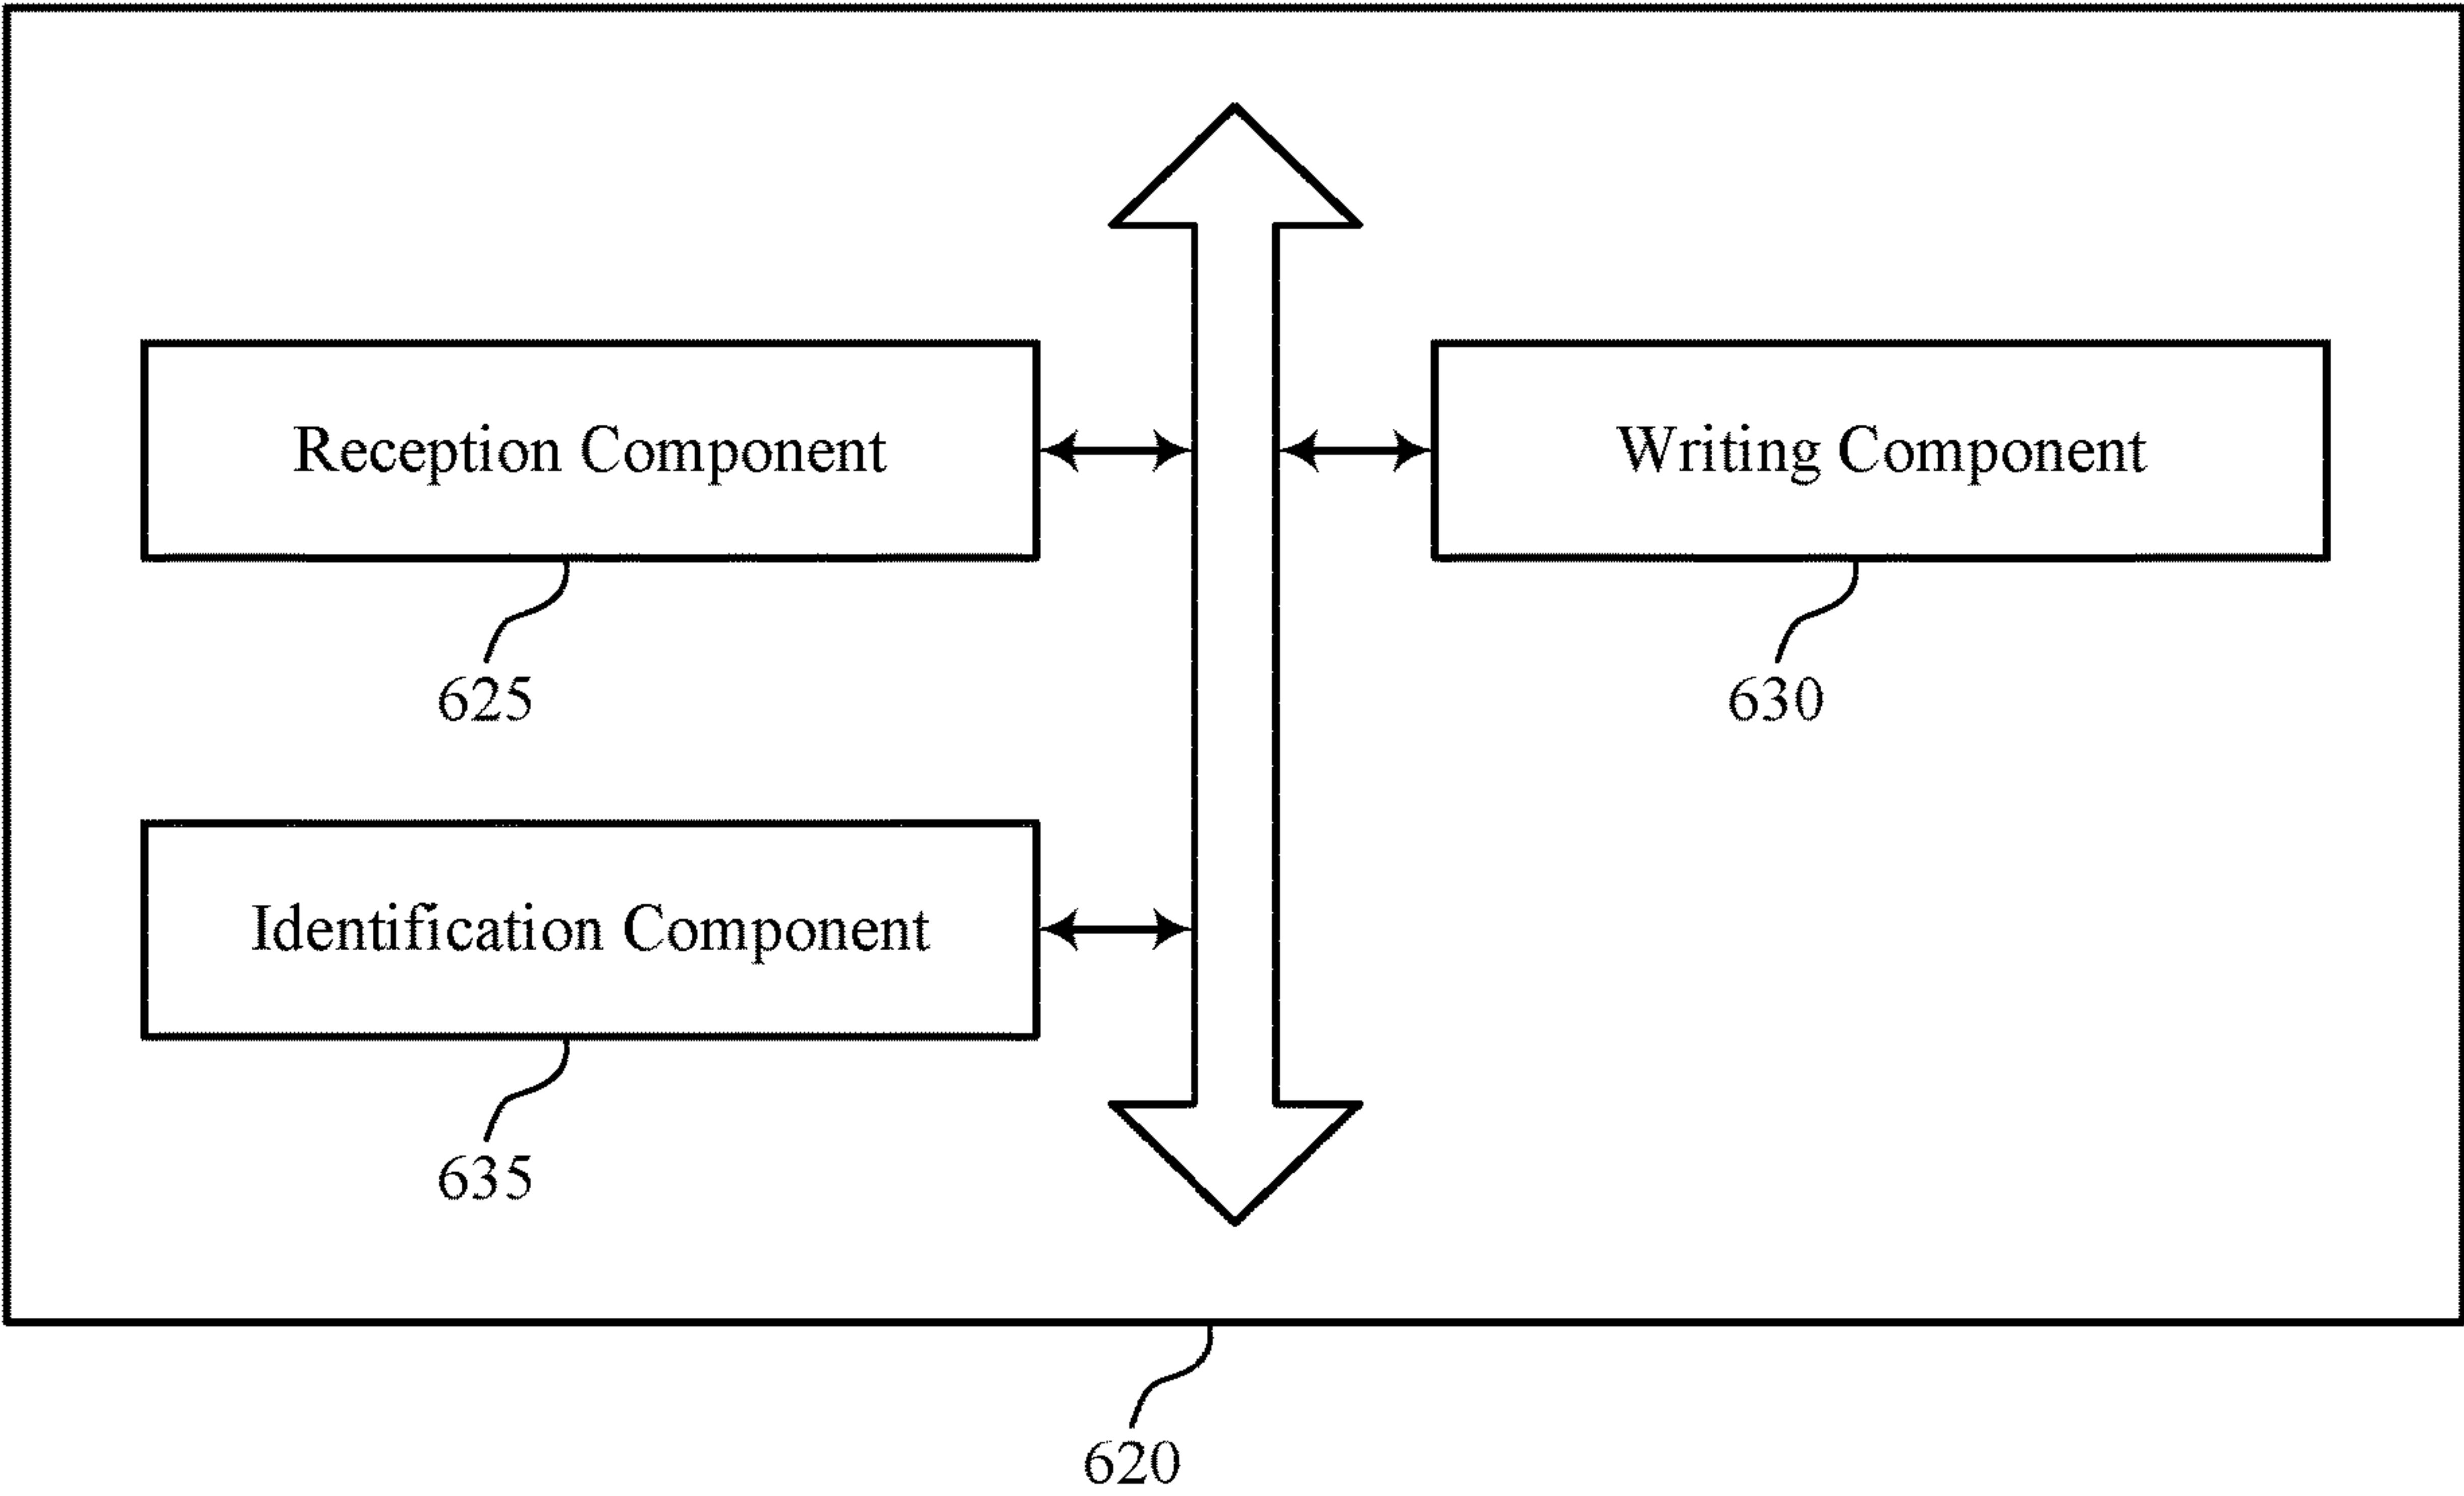 Reception Component
Writing Component
625
630
Identification Component
635
620